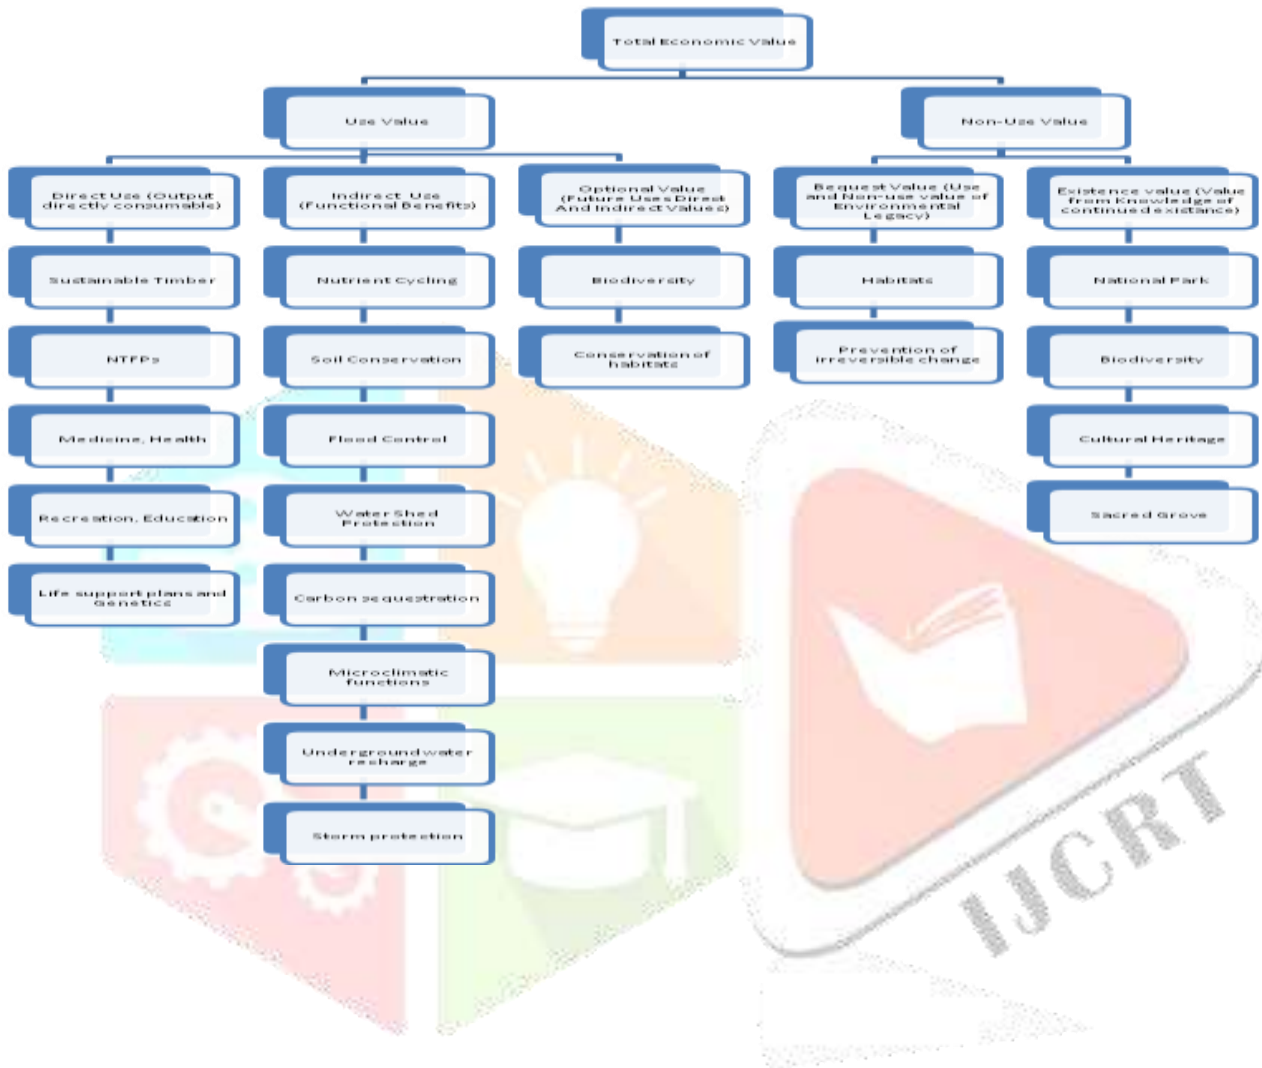 Total Economic Value
Use Value
Non-Use Value
Direct Use (Output
directly consumable)
Indirect Use
(Functional Benefits)
Optional Value
(Future Uses Direct
And Indirect Values)
Bequest Value (Use
and Non-use value of
Environmental
Legacy)
Existence value (Value
from Knowledge of
continued existance)
Sustainable Timber
Nutrient Cycling
Biodiversity
Habitats
National Park
NTFPs
Soil Conservation
Conservation of
habitats
Prevention of
irreversible change
Biodiversity
Medicine, Health
Flood Control
Cultural Heritage
Recreation, Education
Water Shed
Protection
Sacred Grove
Life support plans and
Genetics
Carbon sequestration
Microclimatic
functions
Underground water
recharge
Storm protection
IJCRT